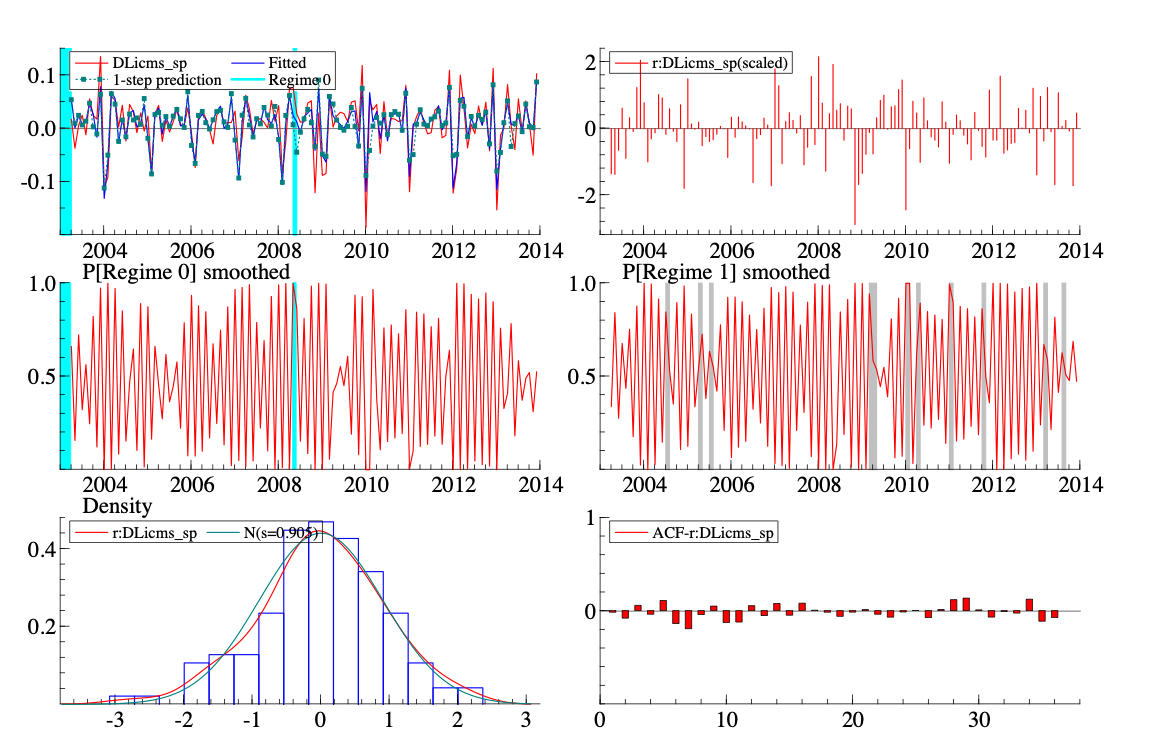 DLicms_sp Fitted
1-step prediction Regime 0
0.1
0.0
-0.1
2004 2006 2008 2010 2012 2014
r:DLicms_sp(scaled)
2
0
-2
2004 2006 2008 2010 2012 2014
P[Regime 0] smoothed
1.0
0.5
2004 2006 2008 2010 2012 2014
P[Regime 1] smoothed
1.0
0.5
2004 2006 2008 2010 2012 2014
Density
r:DLicms_sp N(s=0.905)
0.4
0.2
-3 -2 -1 0 1 2 3
ACF-r:DLicms_sp
1
0
0 10 20 30